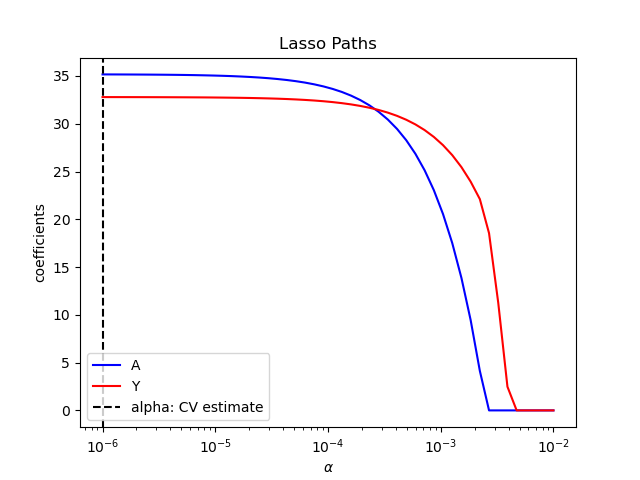 Lasso Paths
35
30
25
20
15
10
5
0
coefficients
A
Y
alpha: CV estimate
10⁻⁶ 10⁻⁵ 10⁻⁴ 10⁻³ 10⁻²
α